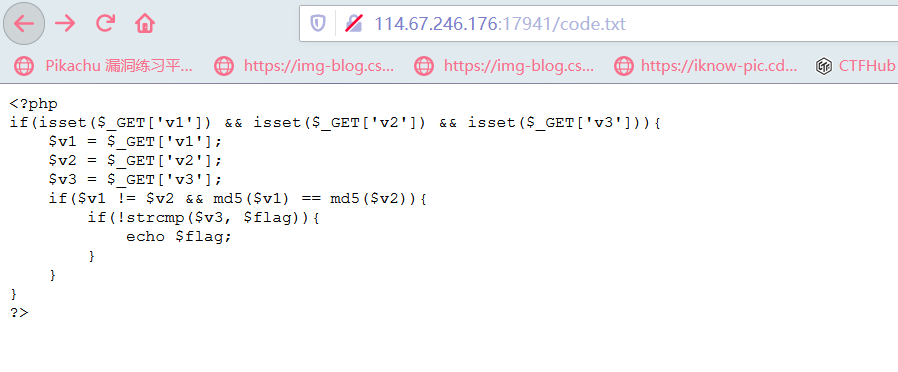 114.67.246.176:17941/code.txt
Pikachu 漏洞练习平... https://img-blog.cs... https://img-blog.cs... https://iknow-pic.cd... CTFHub
<?php
if(isset($_GET['v1']) && isset($_GET['v2']) && isset($_GET['v3'])){
    $v1 = $_GET['v1'];
    $v2 = $_GET['v2'];
    $v3 = $_GET['v3'];
    if($v1 != $v2 && md5($v1) == md5($v2)){
        if(!strcmp($v3, $flag)){
            echo $flag;
        }
    }
}
?>